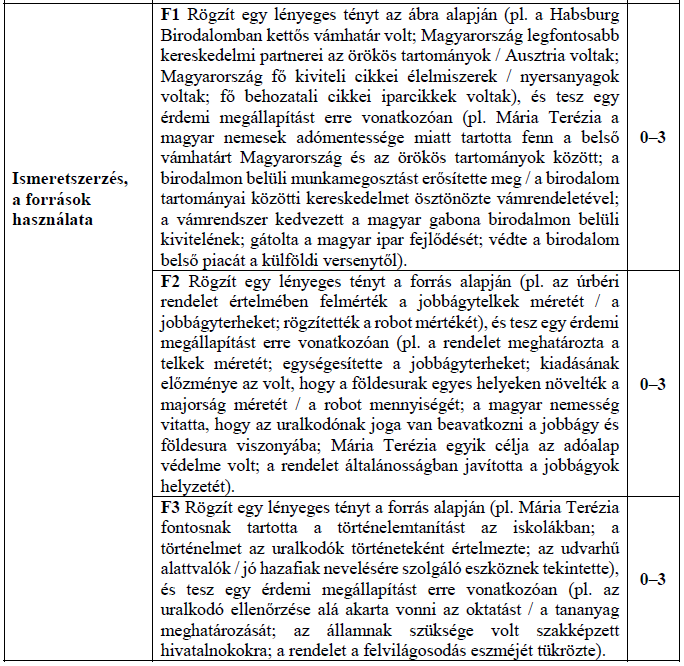 Ismeretszerzés,
a források
használata
F1 Rögzít egy lényeges tényt az ábra alapján (pl. a Habsburg
Birodalomban kettős vámhatár volt; Magyarország legfontosabb
kereskedelmi partnerei az örökös tartományok / Ausztria voltak;
Magyarország fő kiviteli cikkei élelmiszerek / nyersanyagok
voltak; fő behozatali cikkei iparcikkek voltak), és tesz egy
érdemi megállapítást erre vonatkozóan (pl. Mária Terézia a
magyar nemesek adómentessége miatt tartotta fenn a belső
vámhatárt Magyarország és az örökös tartományok között; a
birodalmon belüli munkamegosztást erősítette meg / a birodalom
tartományai közötti kereskedelmet ösztönözte vámrendeletével;
a vámrendszer kedvezett a magyar gabona birodalmon belüli
kivitelének; gátolta a magyar ipar fejlődését; védte a birodalom
belső piacát a külföldi versenytől).
0–3
F2 Rögzít egy lényeges tényt a forrás alapján (pl. az úrbéri
rendelet értelmében felmérték a jobbágytelkek méretét / a
jobbágyterheket; rögzítették a robot mértékét), és tesz egy érdemi
megállapítást erre vonatkozóan (pl. a rendelet meghatározta a
telkek méretét; egységesítette a jobbágyterheket; kiadásának
előzménye az volt, hogy a földesurak egyes helyeken növelték a
majorság méretét / a robot mennyiségét; a magyar nemesség
vitatta, hogy az uralkodónak joga van beavatkozni a jobbágy és
földesura viszonyába; Mária Terézia egyik célja az adóalap
védelme volt; a rendelet általánosságban javította a jobbágyok
helyzetét).
0–3
F3 Rögzít egy lényeges tényt a forrás alapján (pl. Mária Terézia
fontosnak tartotta a történelemtanítást az iskolákban; a
történelmet az uralkodók történeteként értelmezte; az udvarhű
alattvalók / jó hazafiak nevelésére szolgáló eszköznek tekintette),
és tesz egy érdemi megállapítást erre vonatkozóan (pl. az
uralkodó ellenőrzése alá akarta vonni az oktatást / a tananyag
meghatározását; az államnak szüksége volt szakképzett
hivatalnokokra; a rendelet a felvilágosodás eszméjét tükrözte).
0–3